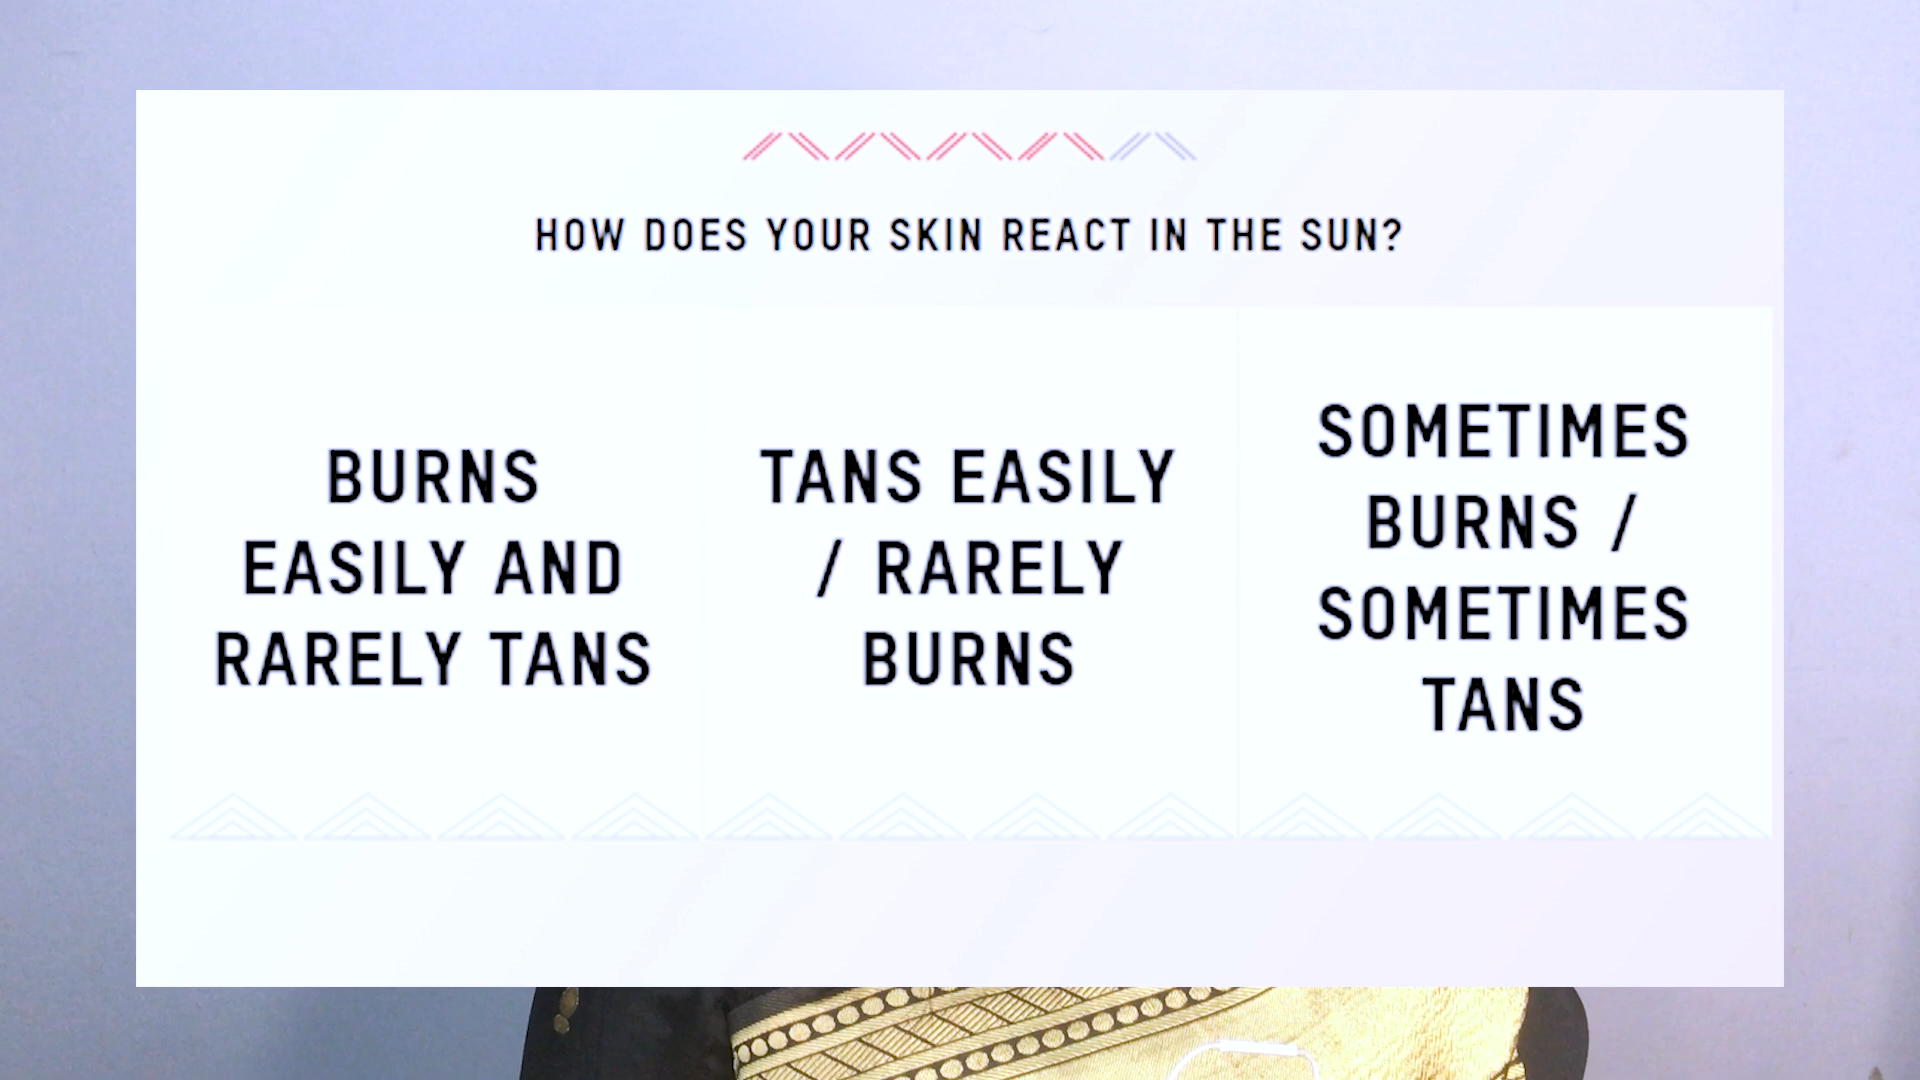 HOW DOES YOUR SKIN REACT IN THE SUN?
BURNS
EASILY AND
RARELY TANS
TANS EASILY
/ RARELY
BURNS
SOMETIMES
BURNS /
SOMETIMES
TANS